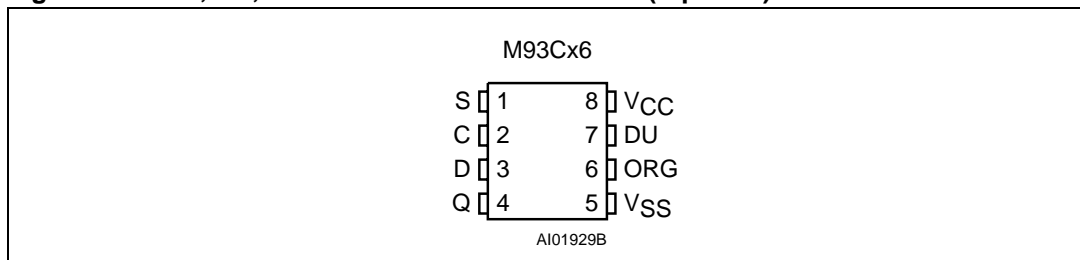 M93Cx6
S 1 8 VCC
C 2 7 DU
D 3 6 ORG
Q 4 5 VSS
AI01929B